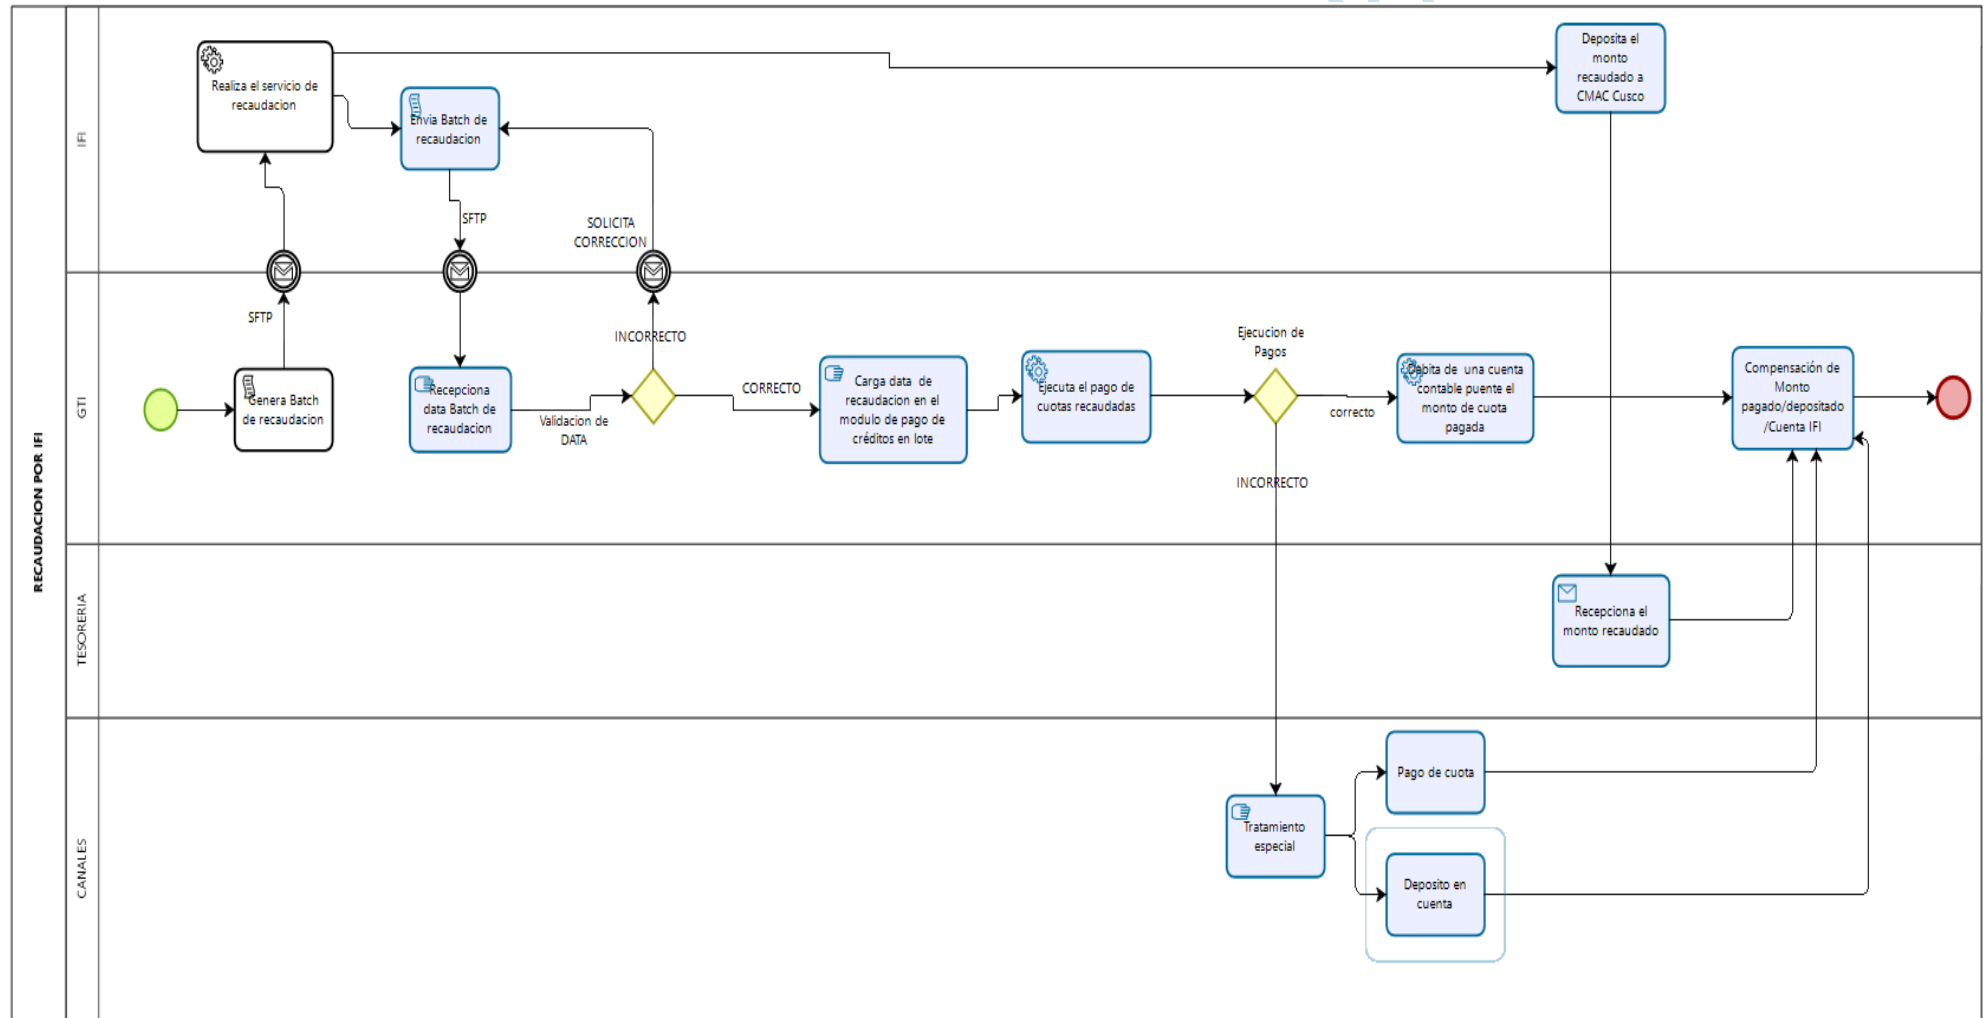 RECAUDACION POR IFI
IFI
Realiza el servicio de
recaudacion
Envia Batch de
recaudacion
SFTP
SOLICITA
CORRECCION
Deposita el
monto
recaudado a
CMAC Cusco
GTI
SFTP
Genera Batch
de recaudacion
Recepciona
data Batch de
recaudacion
Validacion de
DATA
INCORRECTO
CORRECTO
Carga data de
recaudacion en el
modulo de pago de
créditos en lote
Ejecuta el pago de
cuotas recaudadas
Ejecucion de
Pagos
correcto
INCORRECTO
Debita de una cuenta
contable puente el
monto de cuota
pagada
Compensación de
Monto
pagado/depositado
/Cuenta IFI
TESORERIA
Recepciona el
monto recaudado
CANALES
Tratamiento
especial
Pago de cuota
Deposito en
cuenta